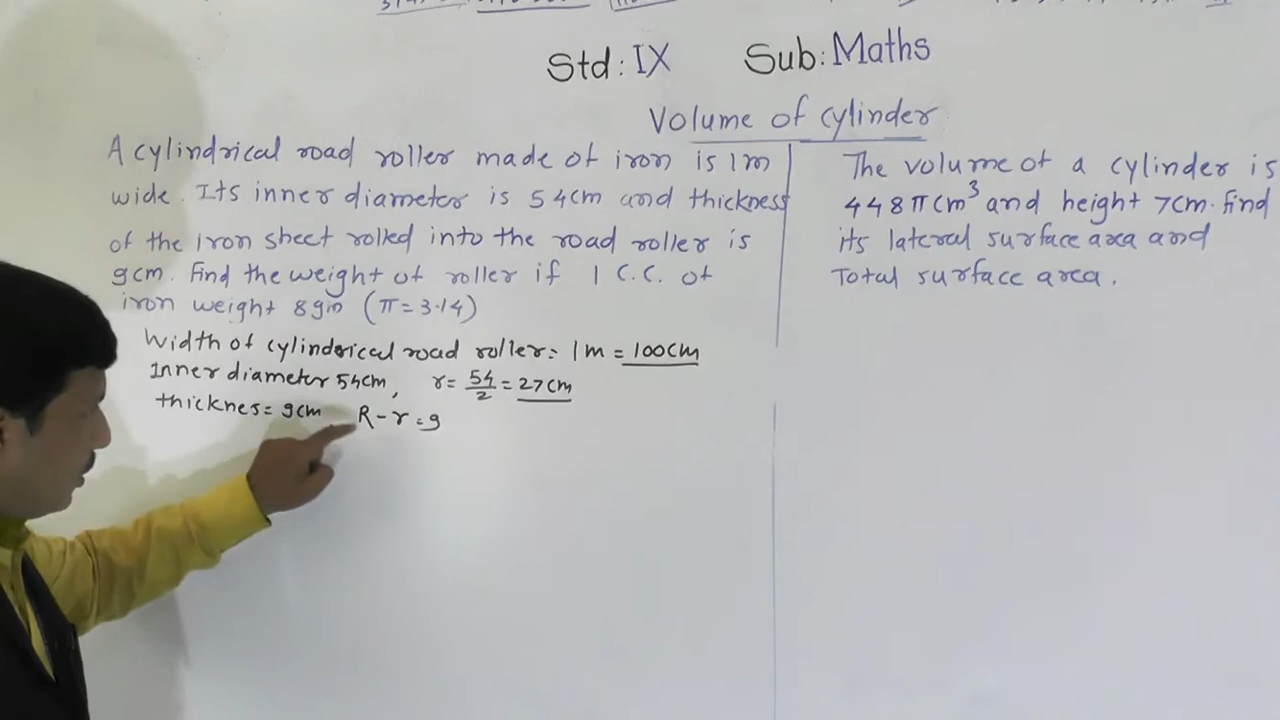 Std: IX Sub: Maths
Volume of cylinder
A cylindrical road roller made of iron is 1m
wide. Its inner diameter is 54cm and thickness
of the iron sheet rolled into the road roller is
9cm. Find the weight of roller if 1 C.C. of
iron weight 8gm (π=3.14)
Width of cylinderical road roller= 1m = 100cm
Inner diameter 54cm, r= 54/2 = 27cm
thicknes= 9cm R-r=9
The volume of a cylinder is
448πcm³ and height 7cm. find
its lateral surface area and
Total surface area.